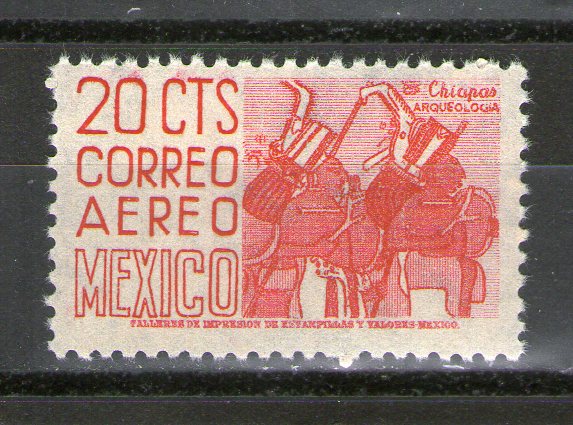 20 CTS
CORREO
AEREO
MEXICO
Chiapas
ARQUEOLOGIA
TALLERES DE IMPRESION DE ESTAMPILLAS Y VALORES-MEXICO.